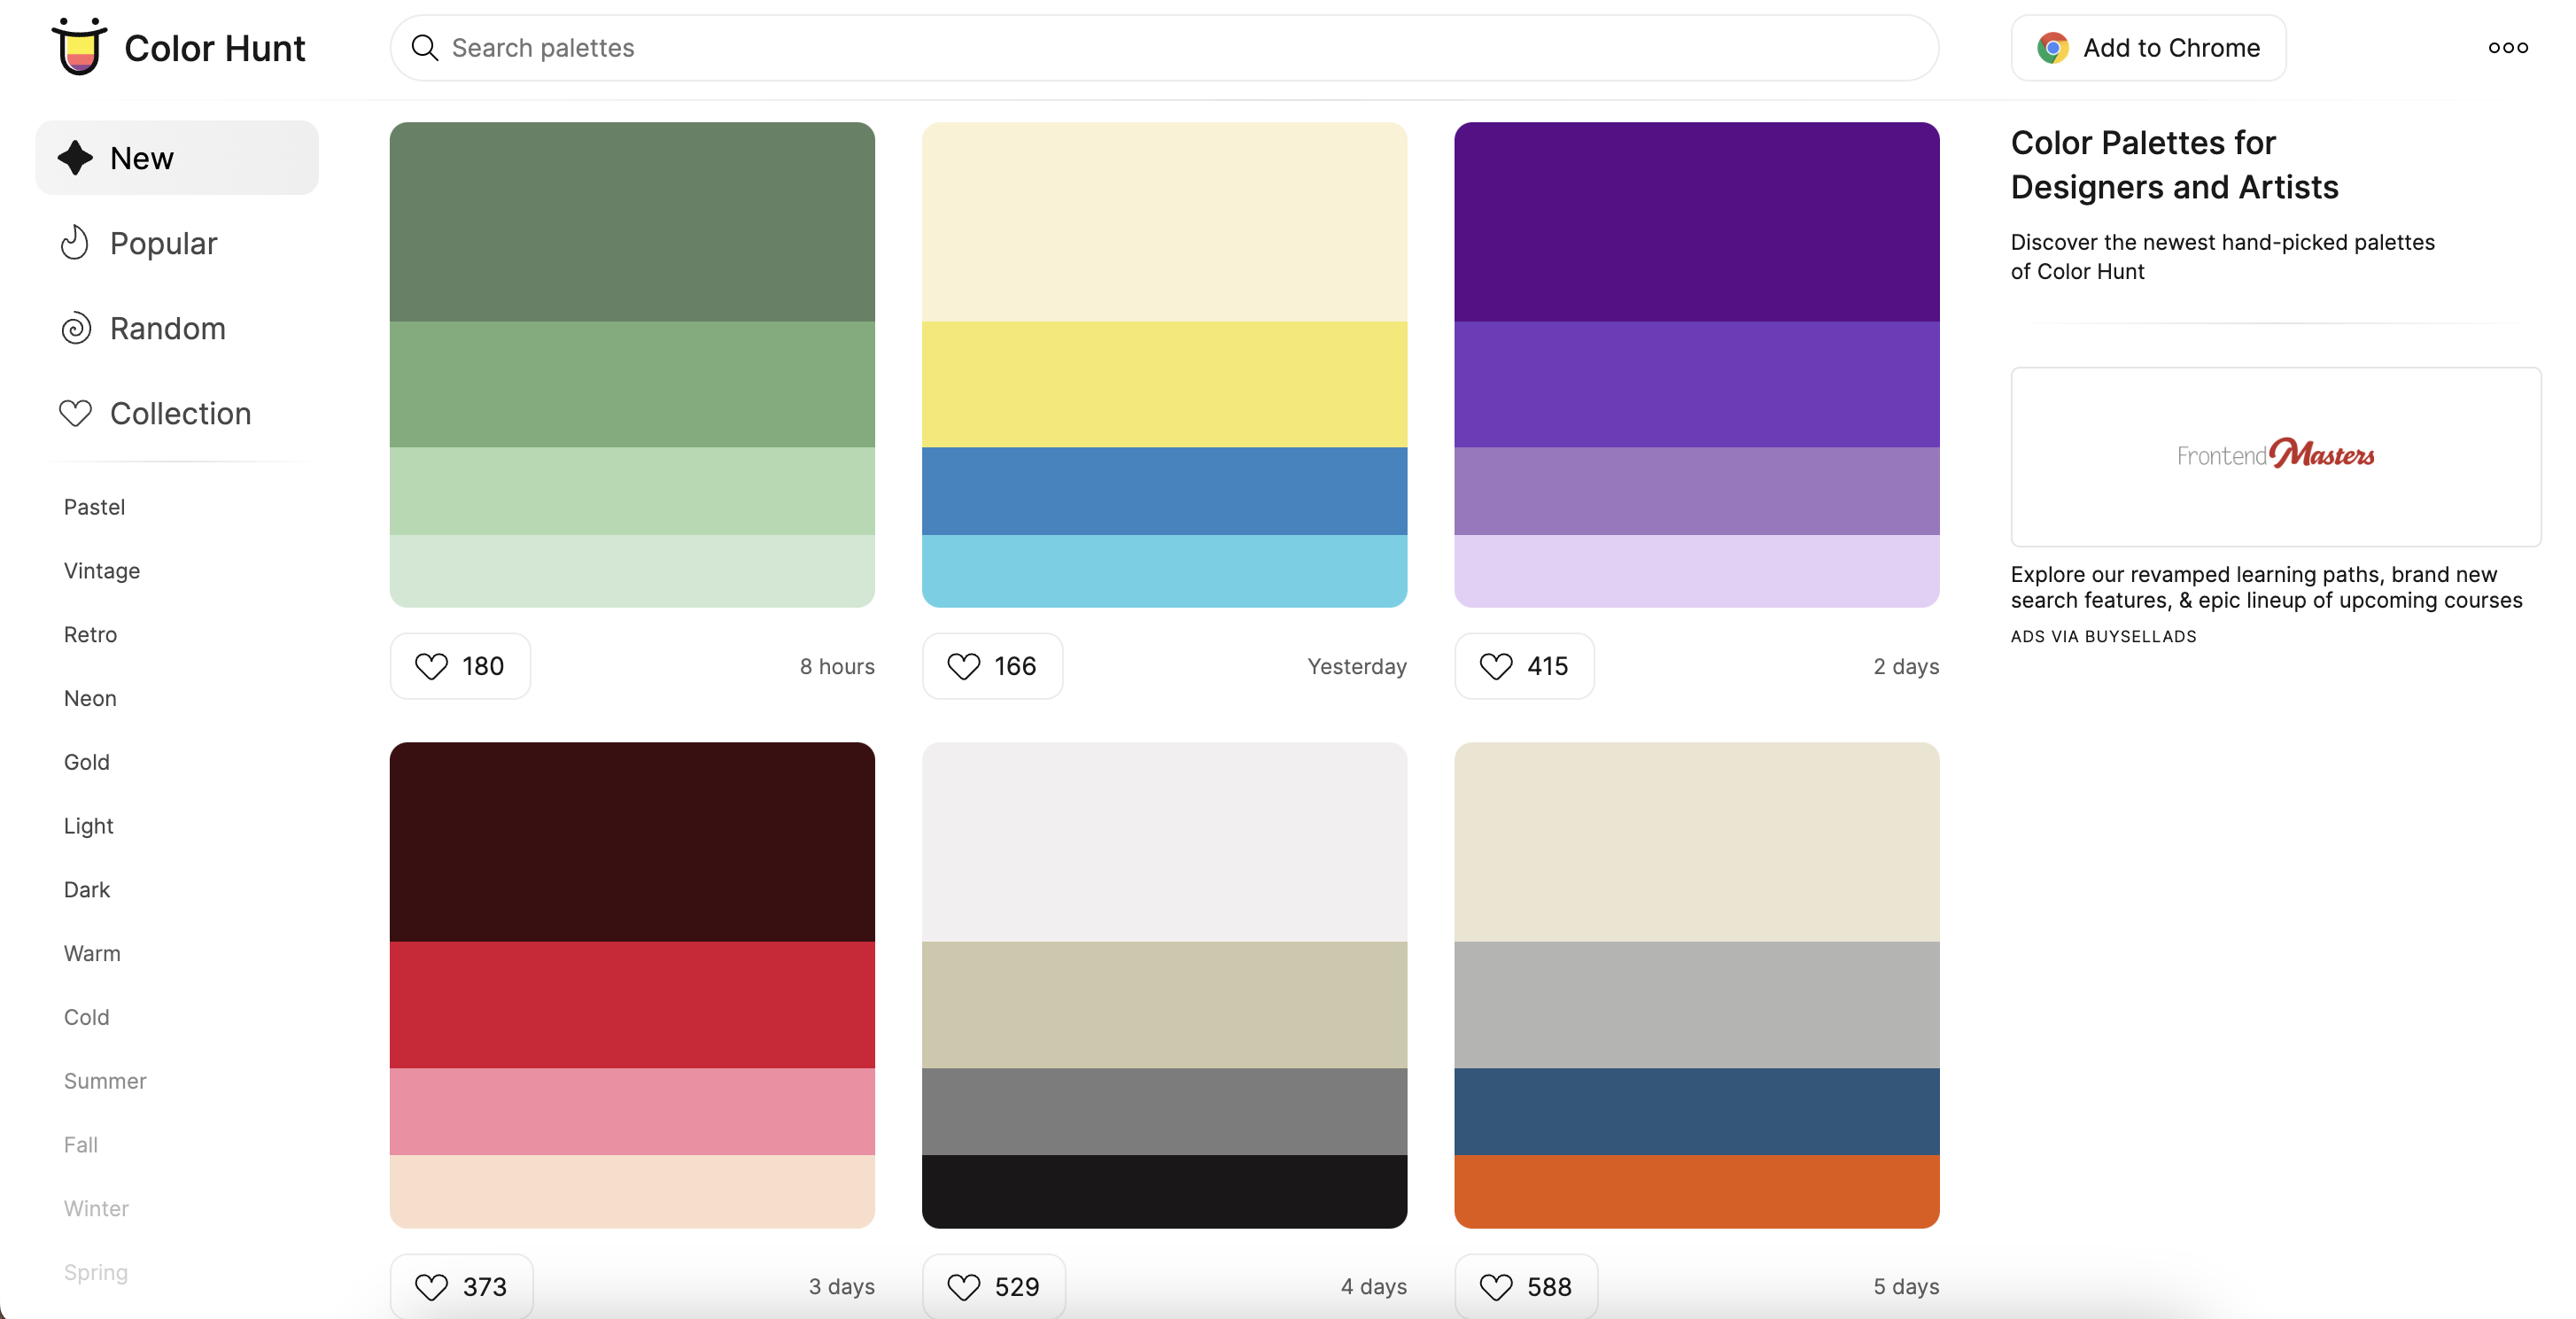 Color Hunt
Search palettes
Add to Chrome
New
Popular
Random
Collection
Pastel
Vintage
Retro
Neon
Gold
Light
Dark
Warm
Cold
Summer
Fall
Winter
Spring
180
8 hours
166
Yesterday
415
2 days
373
3 days
529
4 days
588
5 days
Color Palettes for
Designers and Artists
Discover the newest hand-picked palettes
of Color Hunt
FrontendMasters
Explore our revamped learning paths, brand new
search features, & epic lineup of upcoming courses
ADS VIA BUYSELLADS